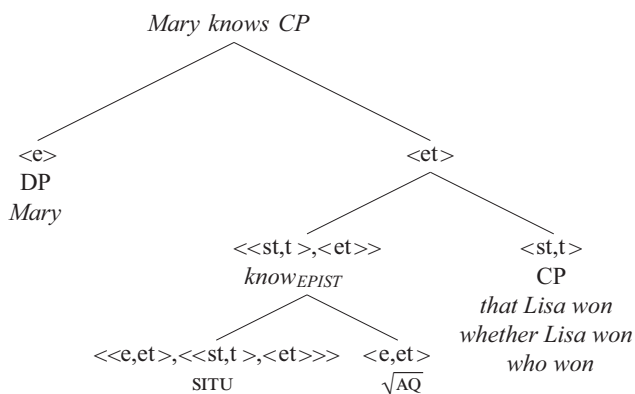 Mary knows CP
<e>
<et>
DP
Mary
<<st,t >,<et>>
<st,t>
know_EPIST
CP
that Lisa won
whether Lisa won
who won
<<e,et>,<<st,t >,<et>>>
<e,et>
SITU
√AQ